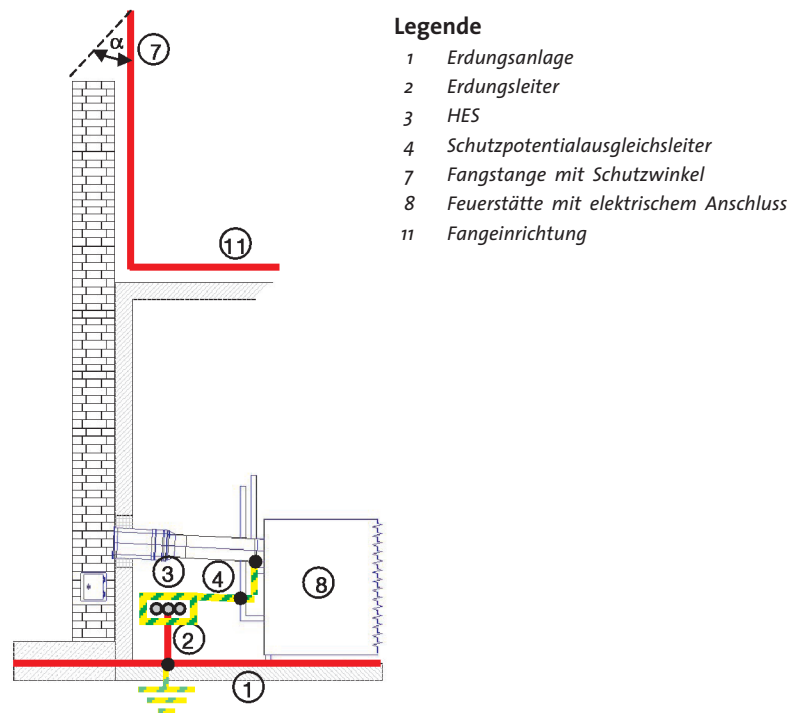 Legende
1 Erdungsanlage
2 Erdungsleiter
3 HES
4 Schutzpotentialausgleichsleiter
7 Fangstange mit Schutzwinkel
8 Feuerstätte mit elektrischem Anschluss
11 Fangeinrichtung
α
7
11
3
4
8
2
1